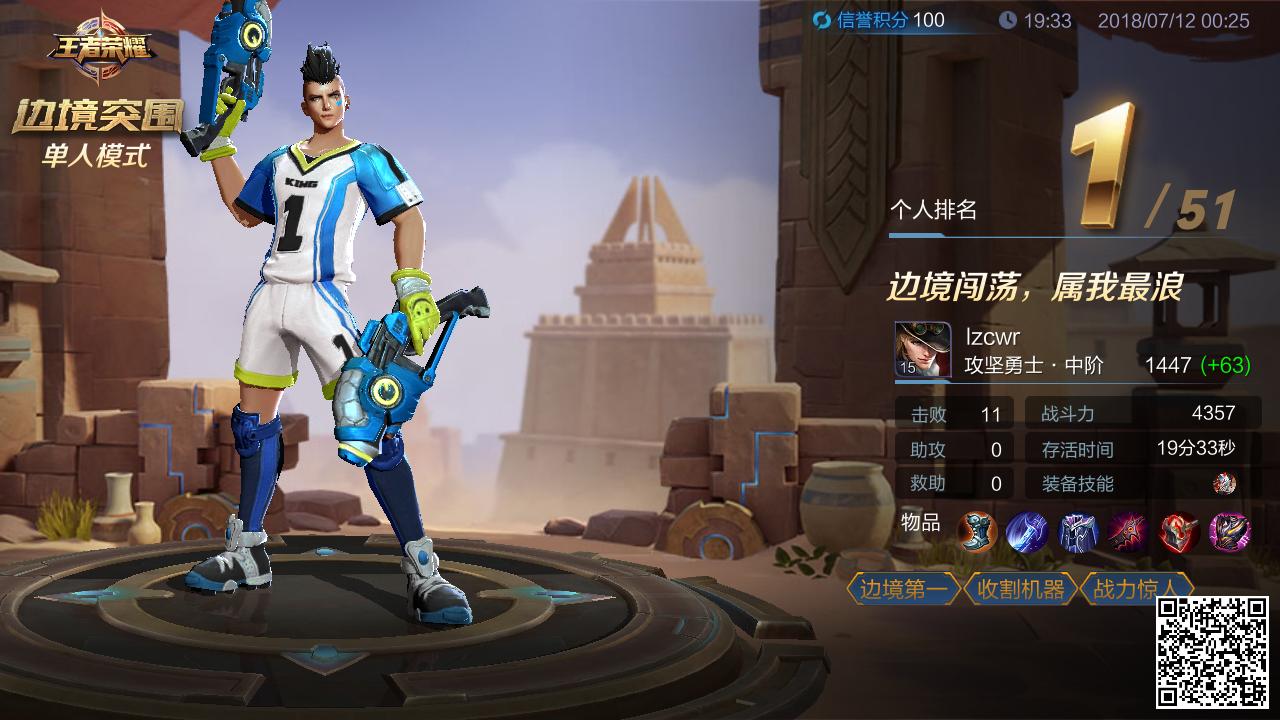 信誉积分 100 19:33 2018/07/12 00:25
王者荣耀
边境突围
单人模式
KING
1
1
个人排名 1/51
边境闯荡，属我最浪
lzcwr
15 攻坚勇士·中阶 1447 (+63)
击败 11 战斗力 4357
助攻 0 存活时间 19分33秒
救助 0 装备技能
物品
边境第一 收割机器 战力惊人